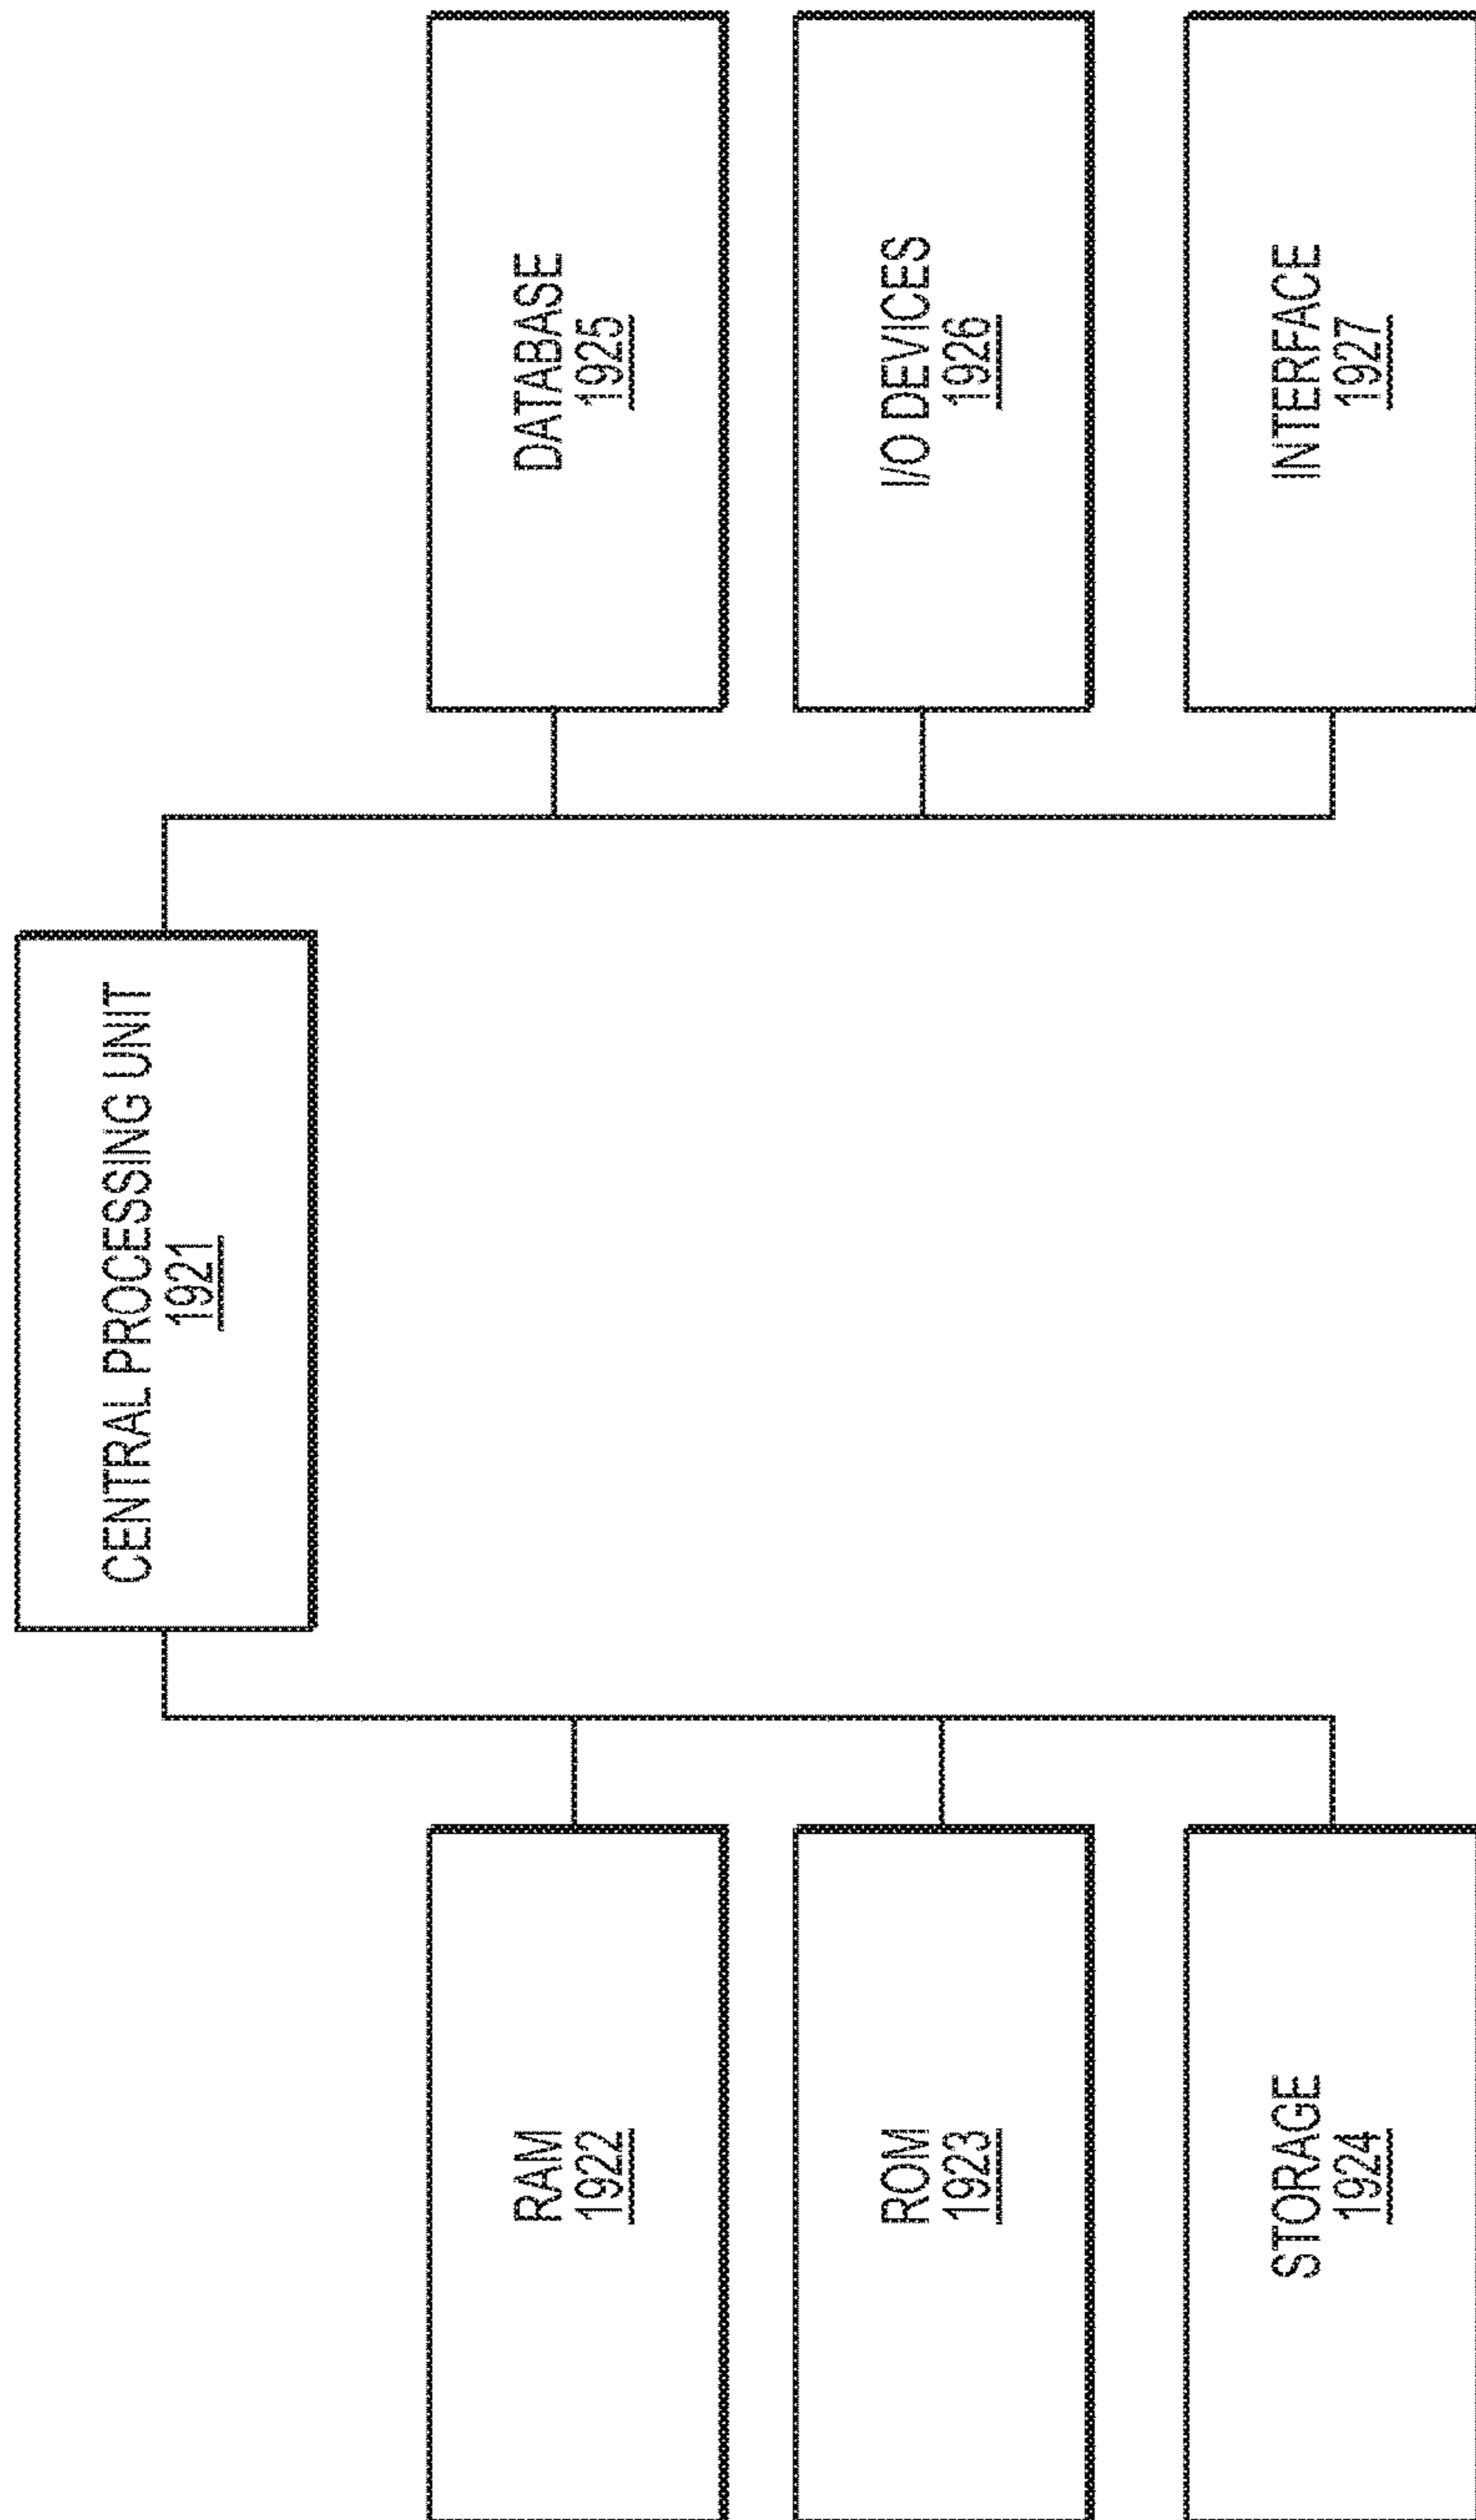 CENTRAL PROCESSING UNIT
1921
RAM
1922
ROM
1923
STORAGE
1924
DATABASE
1925
I/O DEVICES
1926
INTERFACE
1927